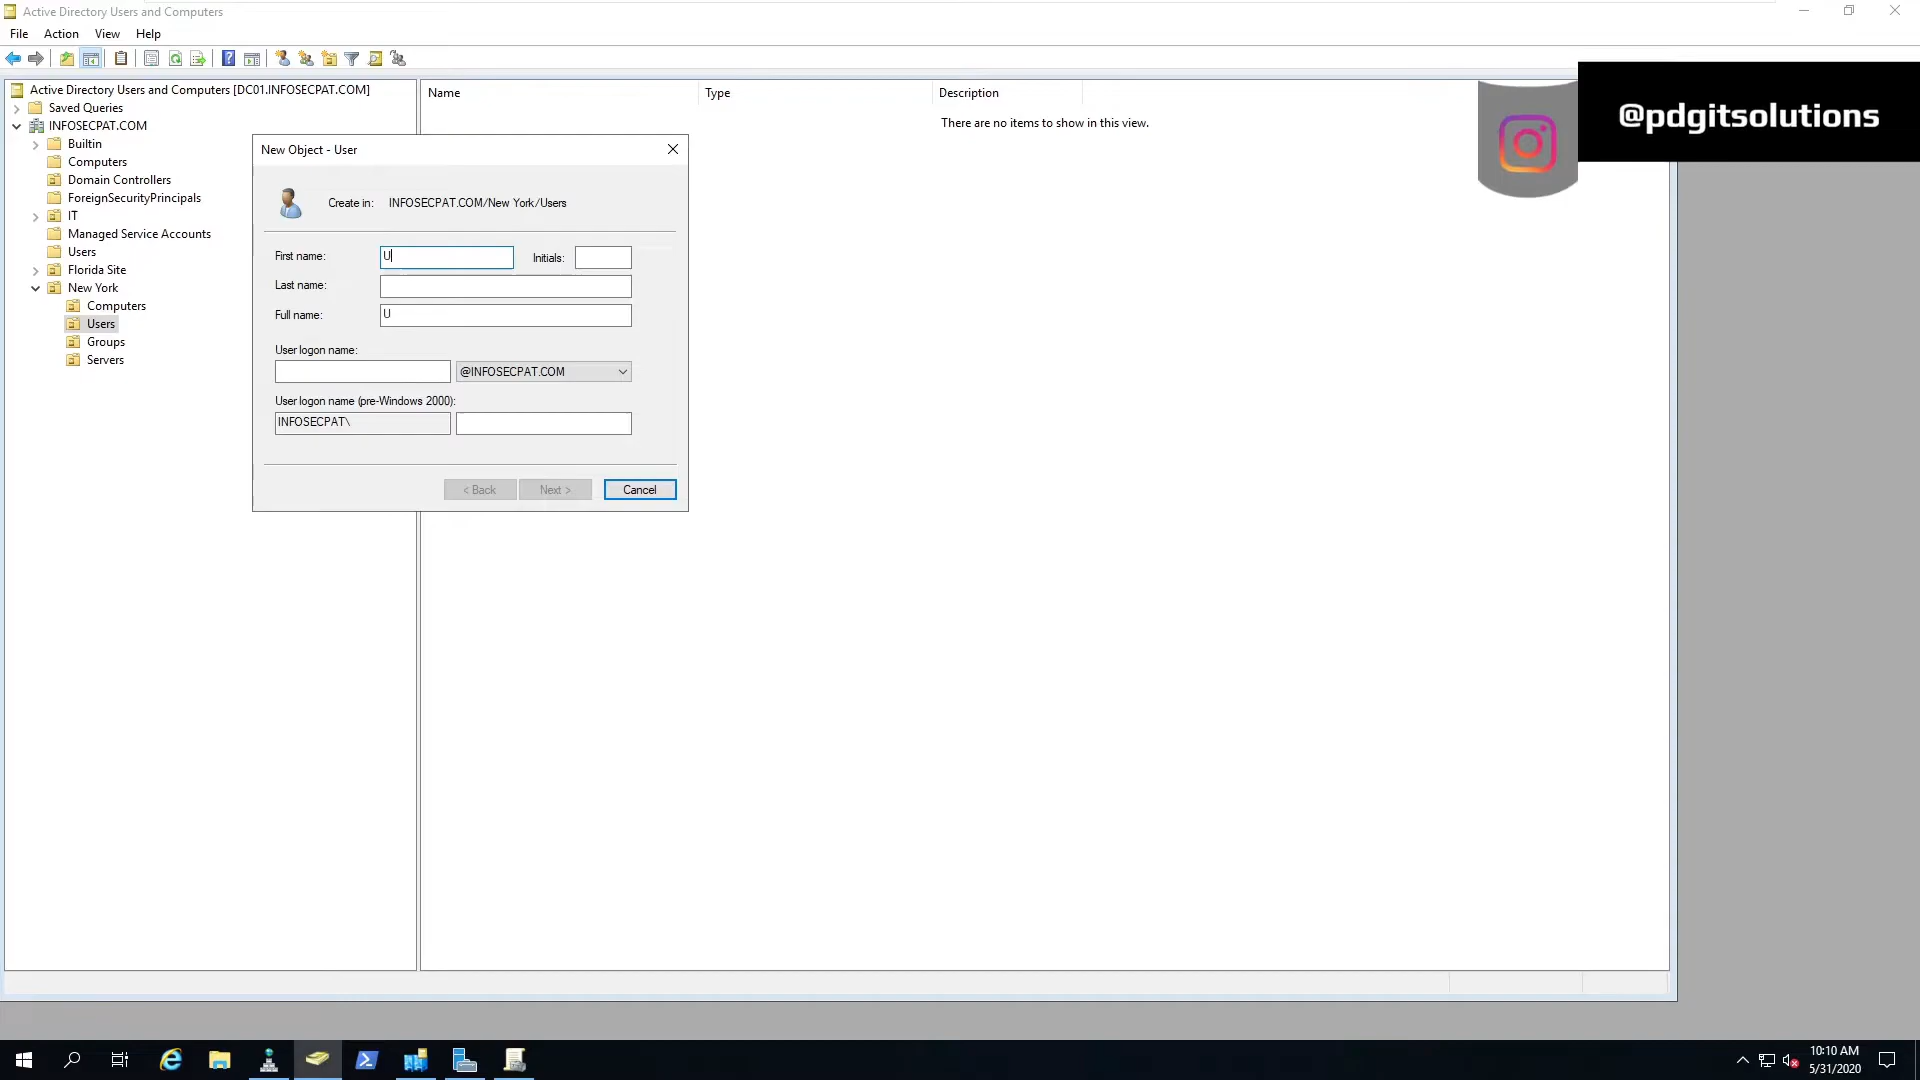 Active Directory Users and Computers
File Action View Help
Active Directory Users and Computers [DC01.INFOSECPAT.COM]
Saved Queries
INFOSECPAT.COM
Builtin
Computers
Domain Controllers
ForeignSecurityPrincipals
IT
Managed Service Accounts
Users
Florida Site
New York
Computers
Users
Groups
Servers
Name Type Description
There are no items to show in this view.
@pdgitsolutions
New Object - User
Create in: INFOSECPAT.COM/New York/Users
First name: U Initials:
Last name:
Full name: U
User logon name:
@INFOSECPAT.COM
User logon name (pre-Windows 2000):
INFOSECPAT\
< Back Next > Cancel
10:10 AM
5/31/2020